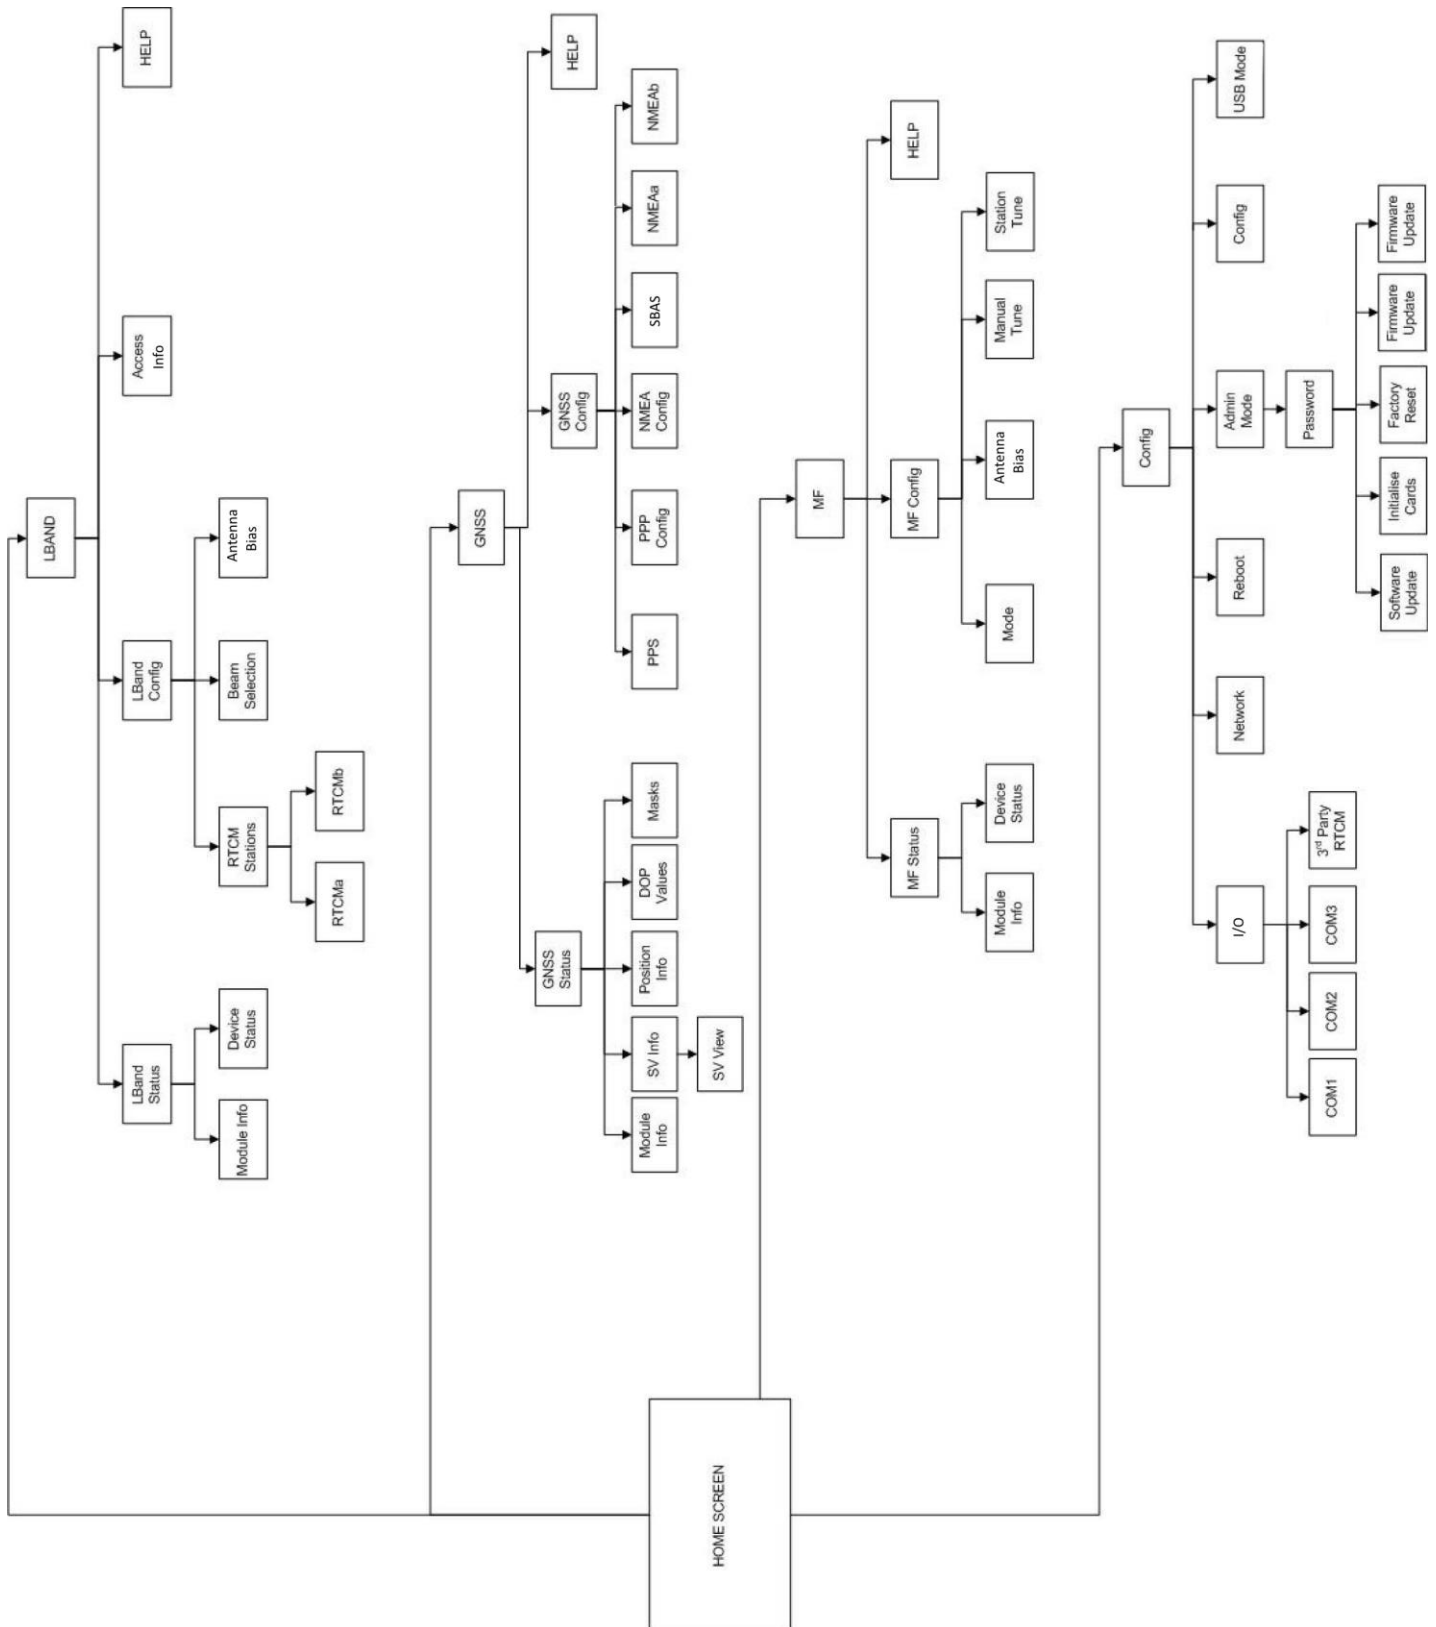 HOME SCREEN
LBAND
LBand
Status
Module Info
Device
Status
LBand
Config
RTCM
Stations
RTCMa
RTCMb
Beam
Selection
Antenna
Bias
Access
Info
HELP
GNSS
GNSS
Status
Module
Info
SV Info
SV View
Position
Info
DOP
Values
Masks
GNSS
Config
PPS
PPP
Config
NMEA
Config
SBAS
NMEAa
NMEAb
HELP
MF
MF Status
Module
Info
Device
Status
MF Config
Mode
Antenna
Bias
Manual
Tune
Station
Tune
HELP
Config
I/O
COM1
COM2
COM3
3rd Party
RTCM
Network
Reboot
Admin
Mode
Password
Software
Update
Initialise
Cards
Factory
Reset
Firmware
Update
Firmware
Update
Config
USB Mode